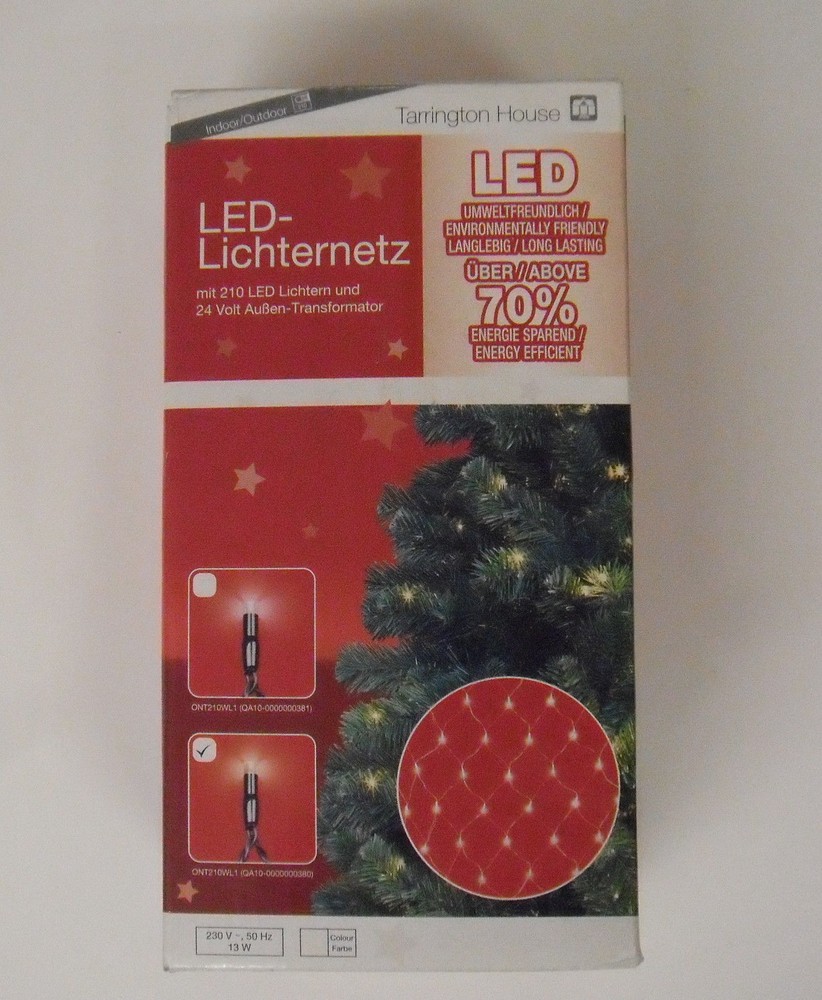 Indoor/Outdoor
Tarrington House
LED-
Lichternetz
mit 210 LED Lichtern und
24 Volt Außen-Transformator
LED
UMWELTFREUNDLICH /
ENVIRONMENTALLY FRIENDLY
LANGLEBIG / LONG LASTING
ÜBER / ABOVE
70%
ENERGIE SPAREND /
ENERGY EFFICIENT
ONT210WL1 (QA10-0000000381)
ONT210WL1 (QA10-0000000380)
230 V ~, 50 Hz
13 W
Colour
Farbe